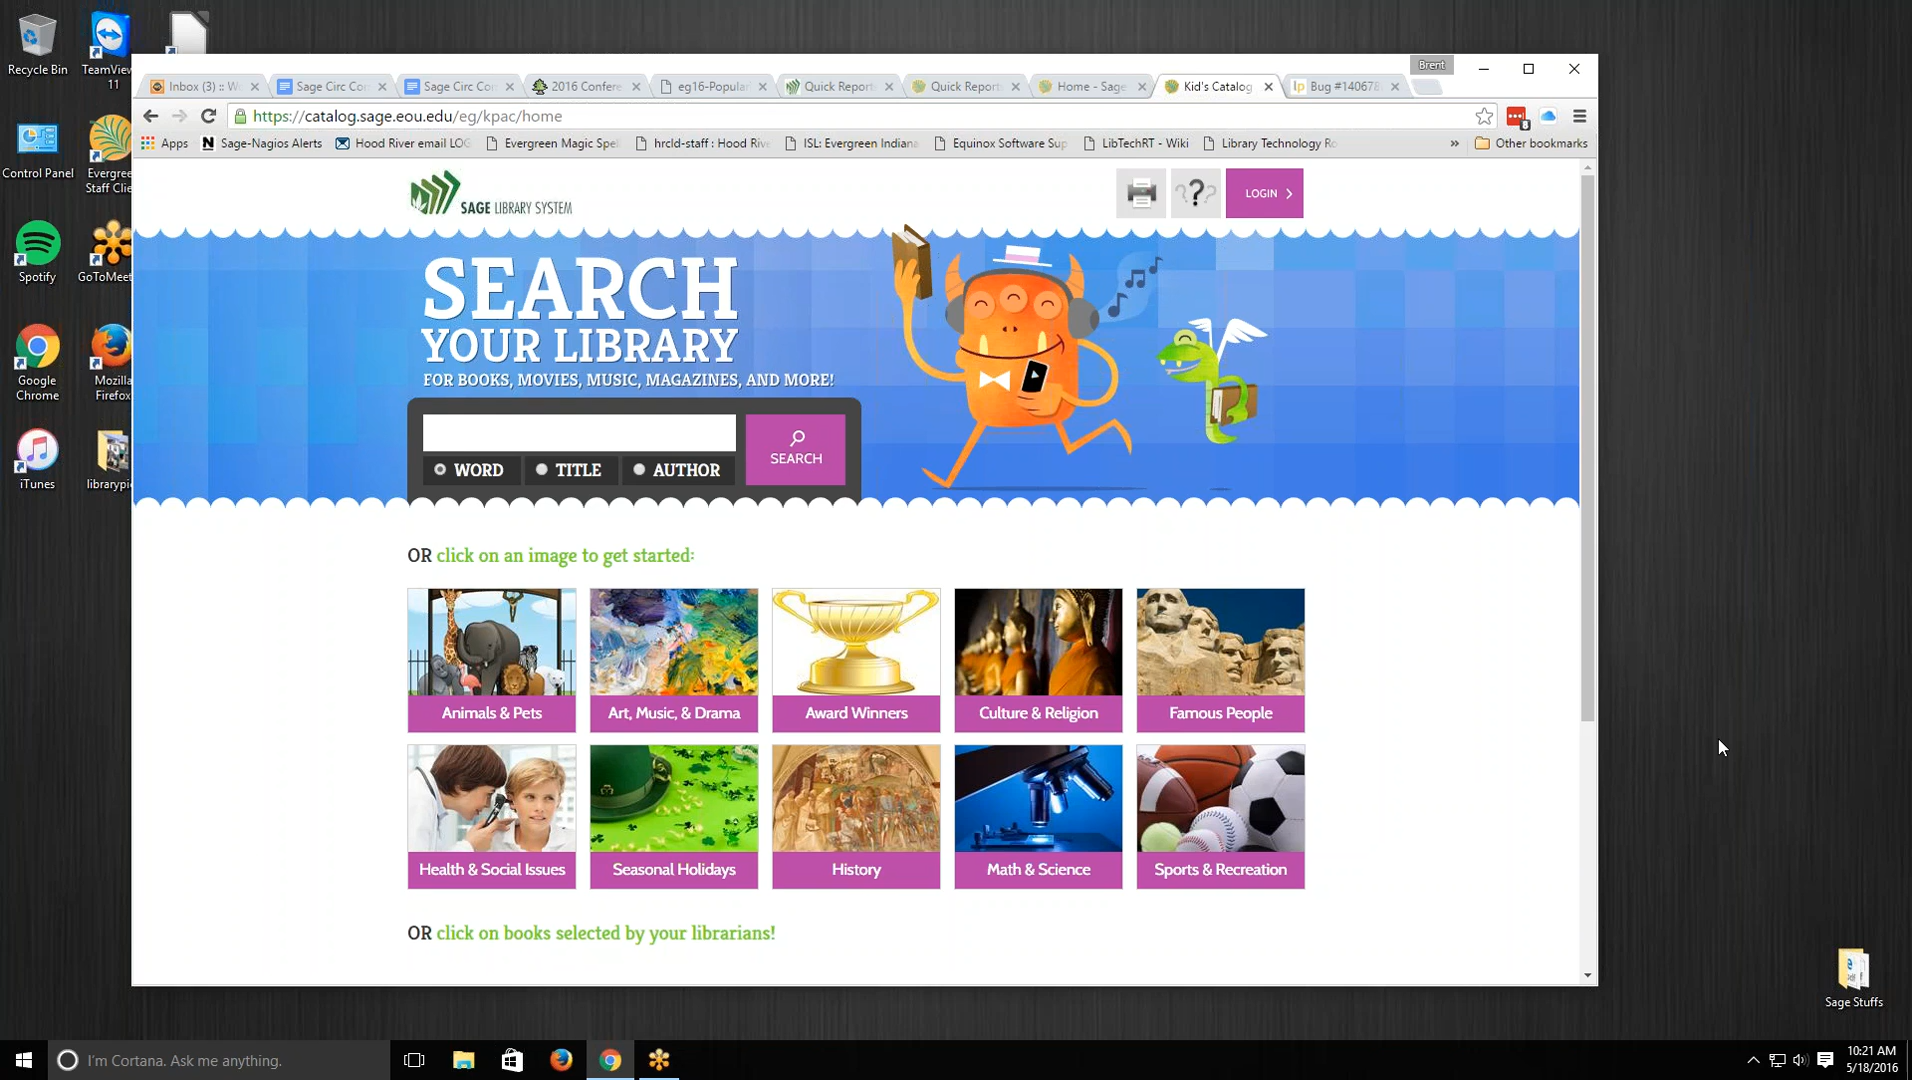 Recycle Bin
TeamView
11
Control Panel
Evergree
Staff Clie
Spotify
GoToMeet
Google
Chrome
Mozilla
Firefox
iTunes
librarypi
Brent
Inbox (3) :: W
Sage Circ Con
Sage Circ Con
2016 Confere
eg16-Popular
Quick Report
Quick Report
Home - Sage
Kid's Catalog
Bug #140678
https://catalog.sage.eou.edu/eg/kpac/home
Apps
Sage-Nagios Alerts
Hood River email LOG
Evergreen Magic Spel
hrcld-staff : Hood Rive
ISL: Evergreen Indiana
Equinox Software Sup
LibTechRT - Wiki
Library Technology Ro
Other bookmarks
SAGE LIBRARY SYSTEM
LOGIN
SEARCH
YOUR LIBRARY
FOR BOOKS, MOVIES, MUSIC, MAGAZINES, AND MORE!
WORD TITLE AUTHOR
SEARCH
OR click on an image to get started:
Animals & Pets
Art, Music, & Drama
Award Winners
Culture & Religion
Famous People
Health & Social Issues
Seasonal Holidays
History
Math & Science
Sports & Recreation
OR click on books selected by your librarians!
Sage Stuffs
I'm Cortana. Ask me anything.
10:21 AM
5/18/2016